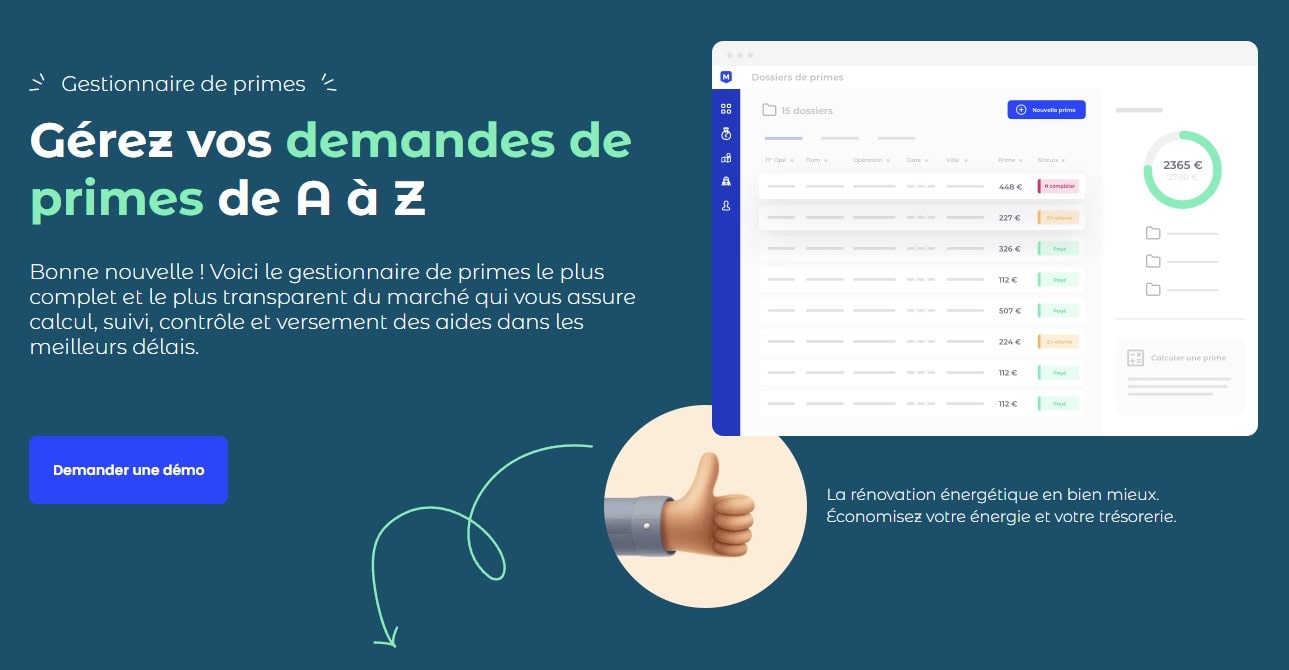 Gestionnaire de primes
Gérez vos demandes de
primes de A à Z
Bonne nouvelle ! Voici le gestionnaire de primes le plus
complet et le plus transparent du marché qui vous assure
calcul, suivi, contrôle et versement des aides dans les
meilleurs délais.
Demander une démo
M
Dossiers de primes
15 dossiers
Nouvelle prime
N° Opé Nom Opération Date Ville Prime Statuts
448 € A compléter
227 € En attente
326 € Payé
112 € Payé
507 € Payé
224 € En attente
112 € Payé
112 € Payé
2365 €
2780 €
Calculer une prime
La rénovation énergétique en bien mieux.
Économisez votre énergie et votre trésorerie.